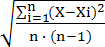 √(∑ⁿᵢ₌₁(X−Xi)² / n·(n−1))